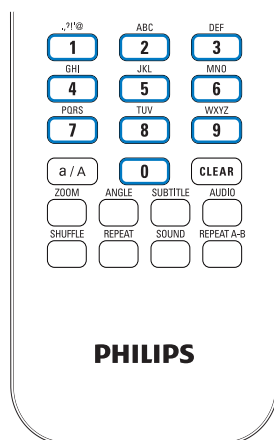 .,?!'@ ABC DEF
1 2 3
GHI JKL MNO
4 5 6
PQRS TUV WXYZ
7 8 9
a/A 0 CLEAR
ZOOM ANGLE SUBTITLE AUDIO
SHUFFLE REPEAT SOUND REPEAT A-B
PHILIPS